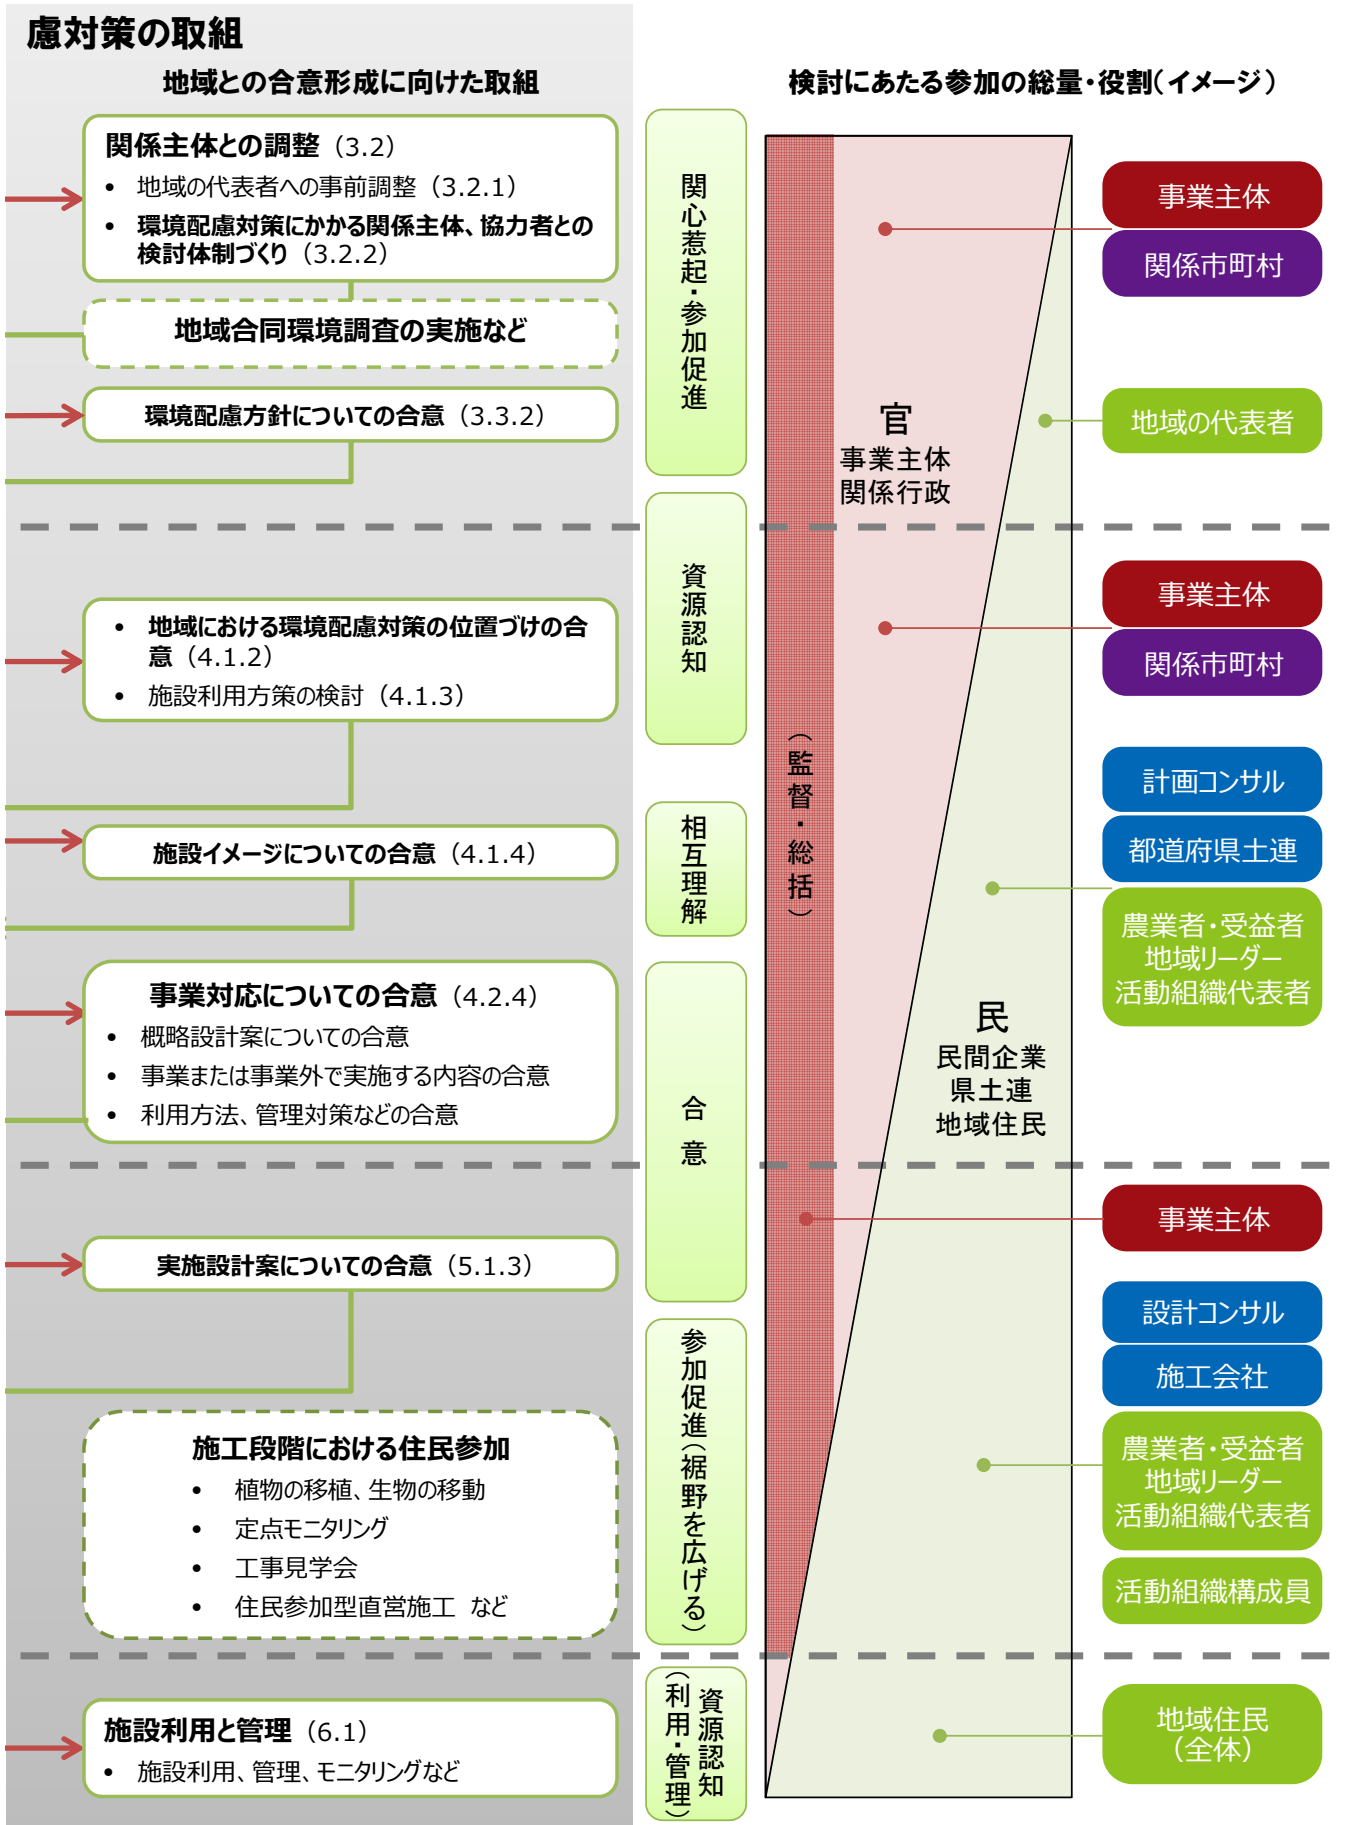 慮対策の取組
地域との合意形成に向けた取組
検討にあたる参加の総量・役割(イメージ)
関係主体との調整（3.2）
• 地域の代表者への事前調整（3.2.1）
• 環境配慮対策にかかる関係主体、協力者との
検討体制づくり（3.2.2）
地域合同環境調査の実施など
環境配慮方針についての合意（3.3.2）
• 地域における環境配慮対策の位置づけの合
意（4.1.2）
• 施設利用方策の検討（4.1.3）
施設イメージについての合意（4.1.4）
事業対応についての合意（4.2.4）
• 概略設計案についての合意
• 事業または事業外で実施する内容の合意
• 利用方法、管理対策などの合意
実施設計案についての合意（5.1.3）
施工段階における住民参加
• 植物の移植、生物の移動
• 定点モニタリング
• 工事見学会
• 住民参加型直営施工 など
施設利用と管理（6.1）
• 施設利用、管理、モニタリングなど
関心惹起・参加促進
資源認知
相互理解
合意
参加促進(裾野を広げる)
資源認知
(利用・管理)
官
事業主体
関係行政
(監督・総括)
民
民間企業
県土連
地域住民
事業主体
関係市町村
地域の代表者
事業主体
関係市町村
計画コンサル
都道府県土連
農業者・受益者
地域リーダー
活動組織代表者
事業主体
設計コンサル
施工会社
農業者・受益者
地域リーダー
活動組織代表者
活動組織構成員
地域住民
（全体）